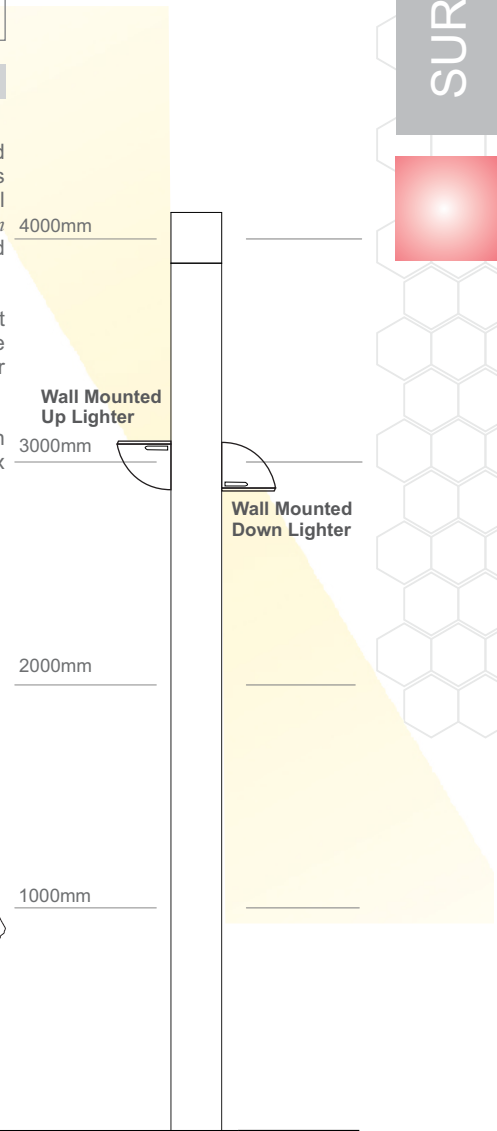 SUR
4000mm
Wall Mounted
Up Lighter
3000mm
Wall Mounted
Down Lighter
2000mm
1000mm